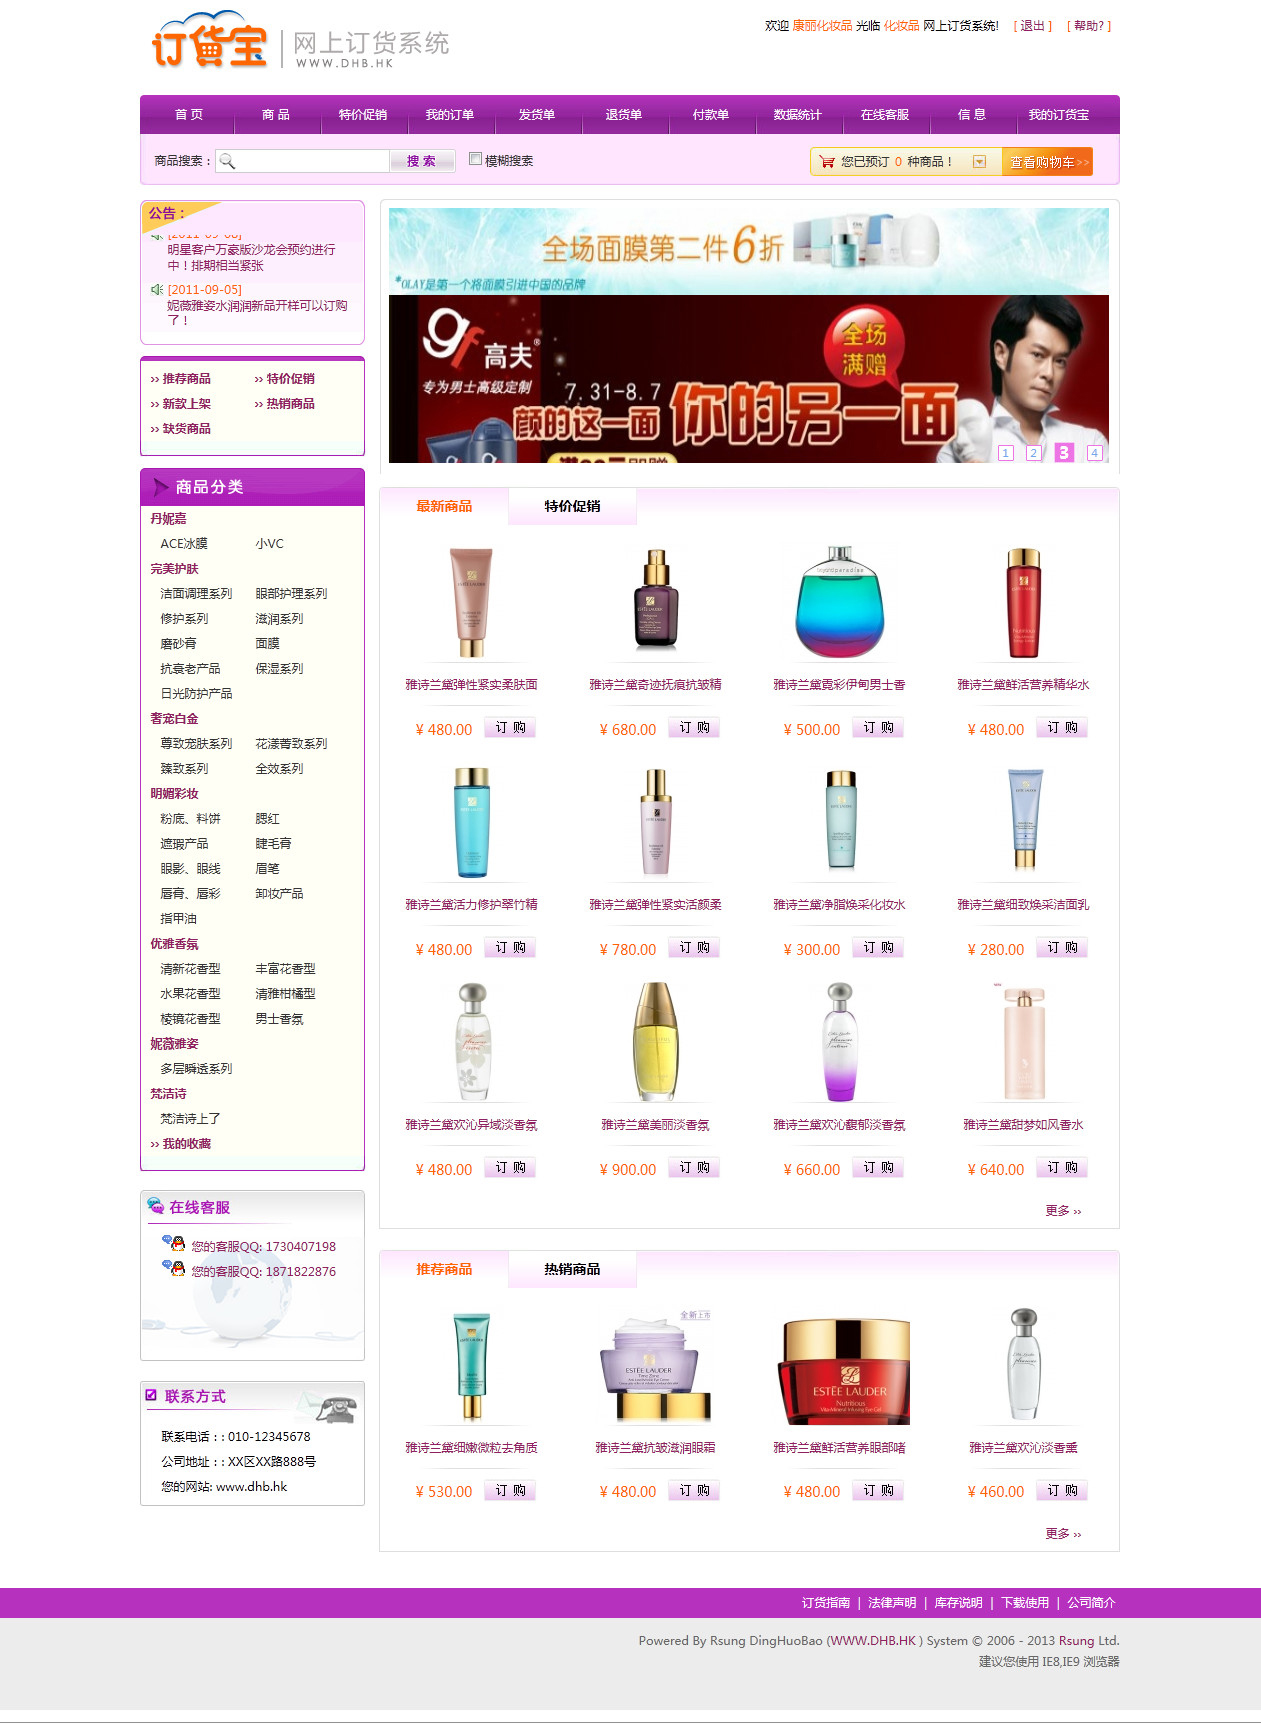 订货宝 网上订货系统
WWW.DHB.HK
欢迎 康丽化妆品 光临 化妆品 网上订货系统! [ 退出 ] [ 帮助? ]
首 页 商 品 特价促销 我的订单 发货单 退货单 付款单 数据统计 在线客服 信 息 我的订货宝
商品搜索： 搜 索 模糊搜索 您已预订 0 种商品！ 查看购物车>>
公告：
[2011-09-08]
明星客户万豪版沙龙会预约进行
中！排期相当紧张
[2011-09-05]
妮薇雅姿水润润新品开样可以订购
了！
›› 推荐商品 ›› 特价促销
›› 新款上架 ›› 热销商品
›› 缺货商品
商品分类
丹妮嘉
ACE冰膜 小VC
完美护肤
洁面调理系列 眼部护理系列
修护系列 滋润系列
磨砂膏 面膜
抗衰老产品 保湿系列
日光防护产品
奢宠白金
尊致宠肤系列 花漾菁致系列
臻致系列 全效系列
明媚彩妆
粉底、料饼 腮红
遮瑕产品 睫毛膏
眼影、眼线 眉笔
唇膏、唇彩 卸妆产品
指甲油
优雅香氛
清新花香型 丰富花香型
水果花香型 清雅柑橘型
棱镜花香型 男士香氛
妮薇雅姿
多层瞬透系列
梵洁诗
梵洁诗上了
›› 我的收藏
在线客服
您的客服QQ: 1730407198
您的客服QQ: 1871822876
联系方式
联系电话：: 010-12345678
公司地址：: XX区XX路888号
您的网站: www.dhb.hk
全场面膜第二件6折
*OLAY是第一个将面膜引进中国的品牌
gf 高夫®
专为男士高级定制
全场
满赠
7.31-8.7
颜的这一面 你的另一面
1 2 3 4
最新商品 特价促销
雅诗兰黛弹性紧实柔肤面 雅诗兰黛奇迹抚痕抗皱精 雅诗兰黛霓彩伊甸男士香 雅诗兰黛鲜活营养精华水
¥ 480.00 订 购 ¥ 680.00 订 购 ¥ 500.00 订 购 ¥ 480.00 订 购
雅诗兰黛活力修护翠竹精 雅诗兰黛弹性紧实活颜柔 雅诗兰黛净脂焕采化妆水 雅诗兰黛细致焕采洁面乳
¥ 480.00 订 购 ¥ 780.00 订 购 ¥ 300.00 订 购 ¥ 280.00 订 购
雅诗兰黛欢沁异域淡香氛 雅诗兰黛美丽淡香氛 雅诗兰黛欢沁馥郁淡香氛 雅诗兰黛甜梦如风香水
¥ 480.00 订 购 ¥ 900.00 订 购 ¥ 660.00 订 购 ¥ 640.00 订 购
更多 ››
推荐商品 热销商品
全新上市
ESTĒE LAUDER
Time Zone
ESTĒE LAUDER
Nutritious
Vita-Mineral Infusing Eye Gel
雅诗兰黛细嫩微粒去角质 雅诗兰黛抗皱滋润眼霜 雅诗兰黛鲜活营养眼部啫 雅诗兰黛欢沁淡香熏
¥ 530.00 订 购 ¥ 480.00 订 购 ¥ 480.00 订 购 ¥ 460.00 订 购
更多 ››
订货指南 | 法律声明 | 库存说明 | 下载使用 | 公司简介
Powered By Rsung DingHuoBao (WWW.DHB.HK ) System © 2006 - 2013 Rsung Ltd.
建议您使用 IE8,IE9 浏览器